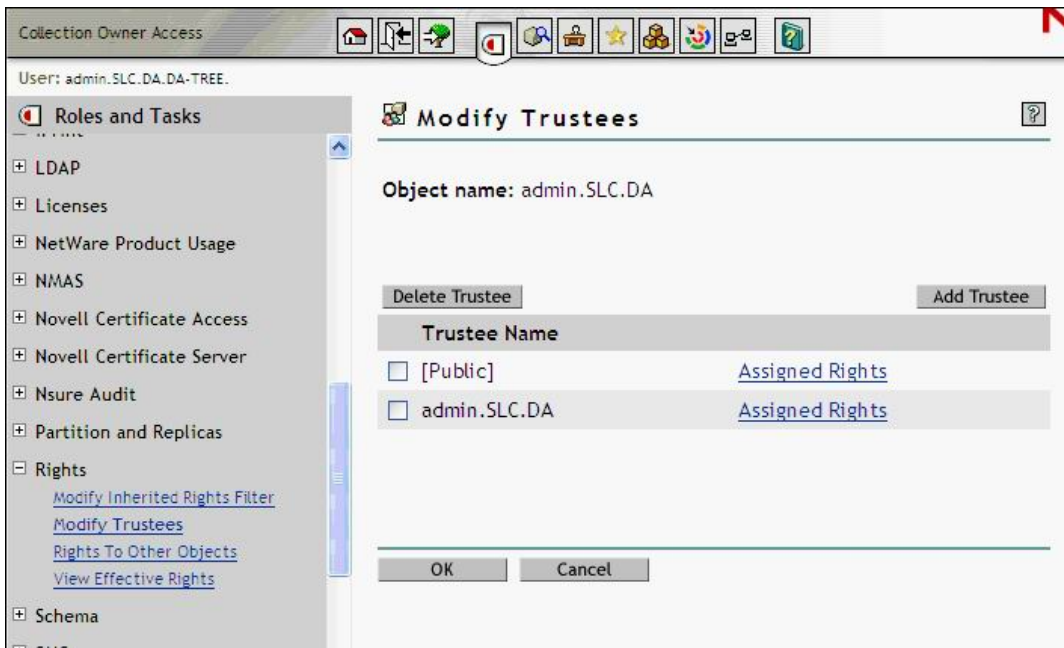 Collection Owner Access
User: admin.SLC.DA.DA-TREE.
Roles and Tasks
LDAP
Licenses
NetWare Product Usage
NMAS
Novell Certificate Access
Novell Certificate Server
Nsure Audit
Partition and Replicas
Rights
Modify Inherited Rights Filter
Modify Trustees
Rights To Other Objects
View Effective Rights
Schema
Modify Trustees
Object name: admin.SLC.DA
Delete Trustee Add Trustee
Trustee Name
[Public] Assigned Rights
admin.SLC.DA Assigned Rights
OK Cancel